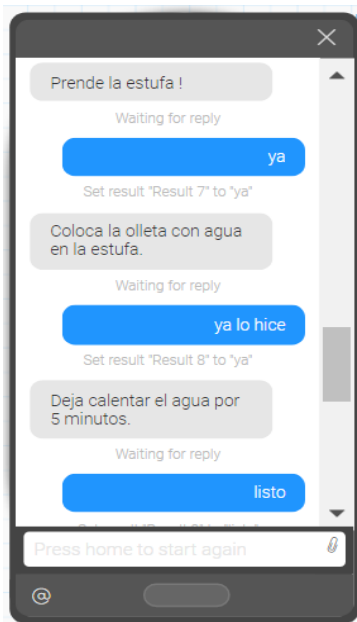 Prende la estufa !
Waiting for reply
ya
Set result "Result 7" to "ya"
Coloca la olleta con agua
en la estufa.
Waiting for reply
ya lo hice
Set result "Result 8" to "ya"
Deja calentar el agua por
5 minutos.
Waiting for reply
listo
Press home to start again
@